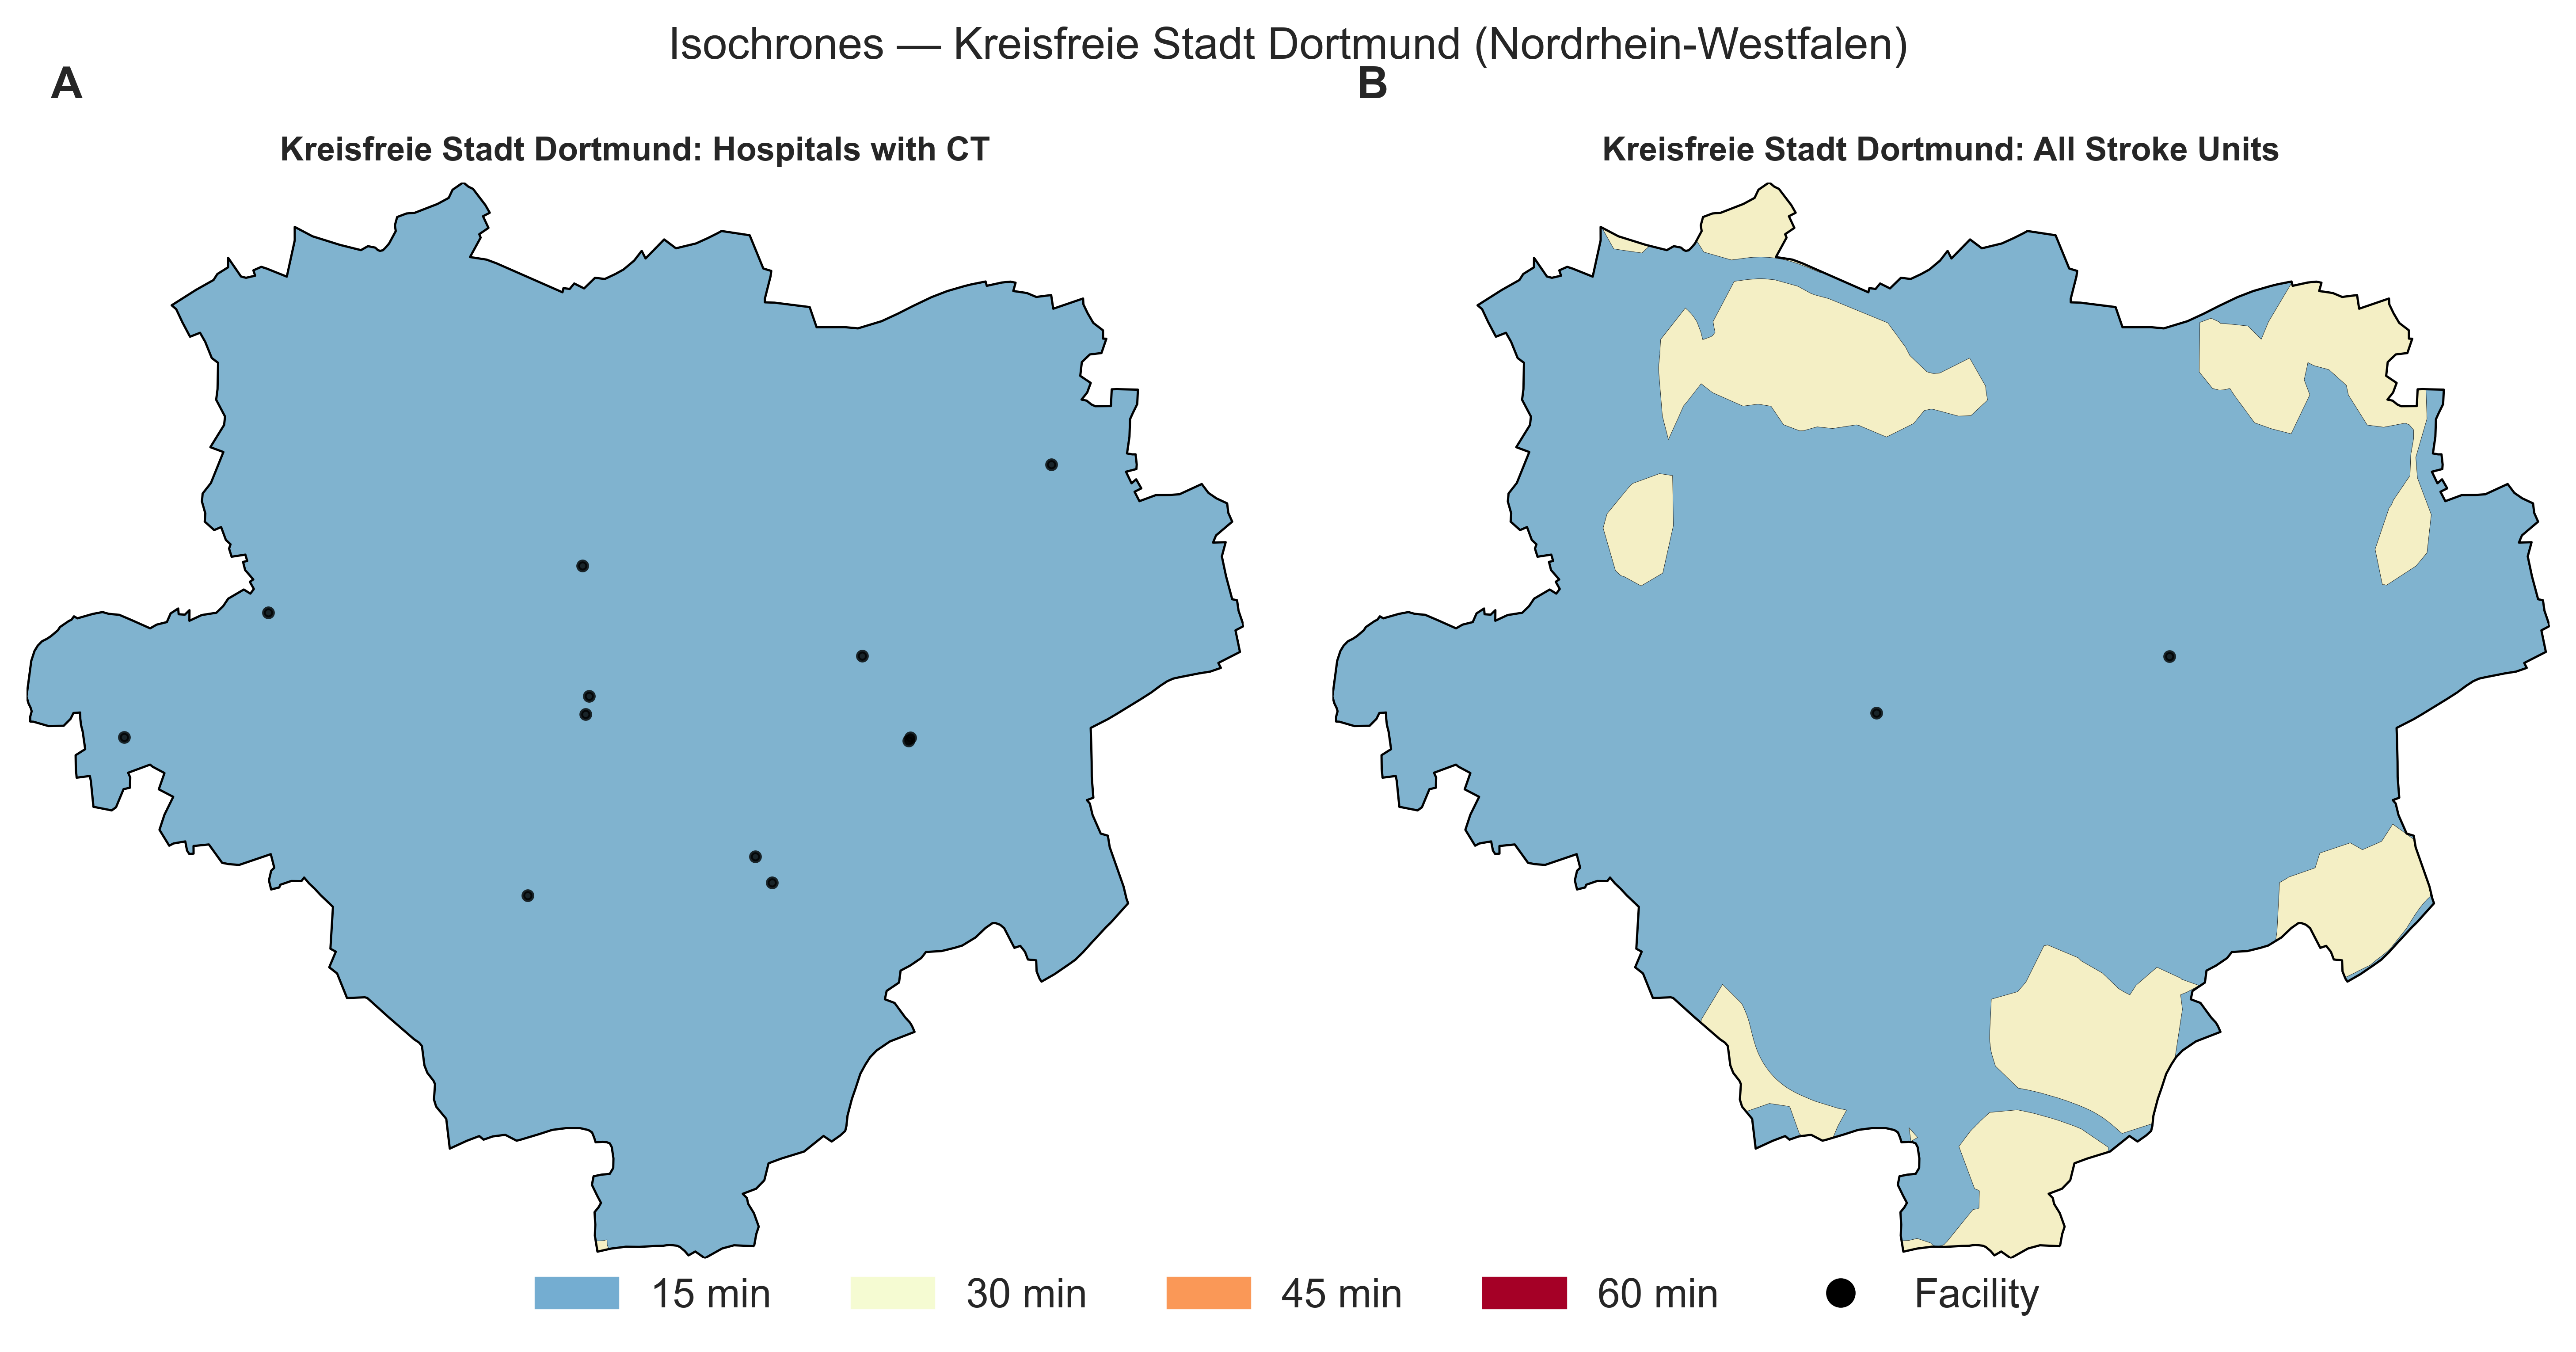 Isochrones — Kreisfreie Stadt Dortmund (Nordrhein-Westfalen)
A
B
Kreisfreie Stadt Dortmund: Hospitals with CT
Kreisfreie Stadt Dortmund: All Stroke Units
15 min
30 min
45 min
60 min
Facility